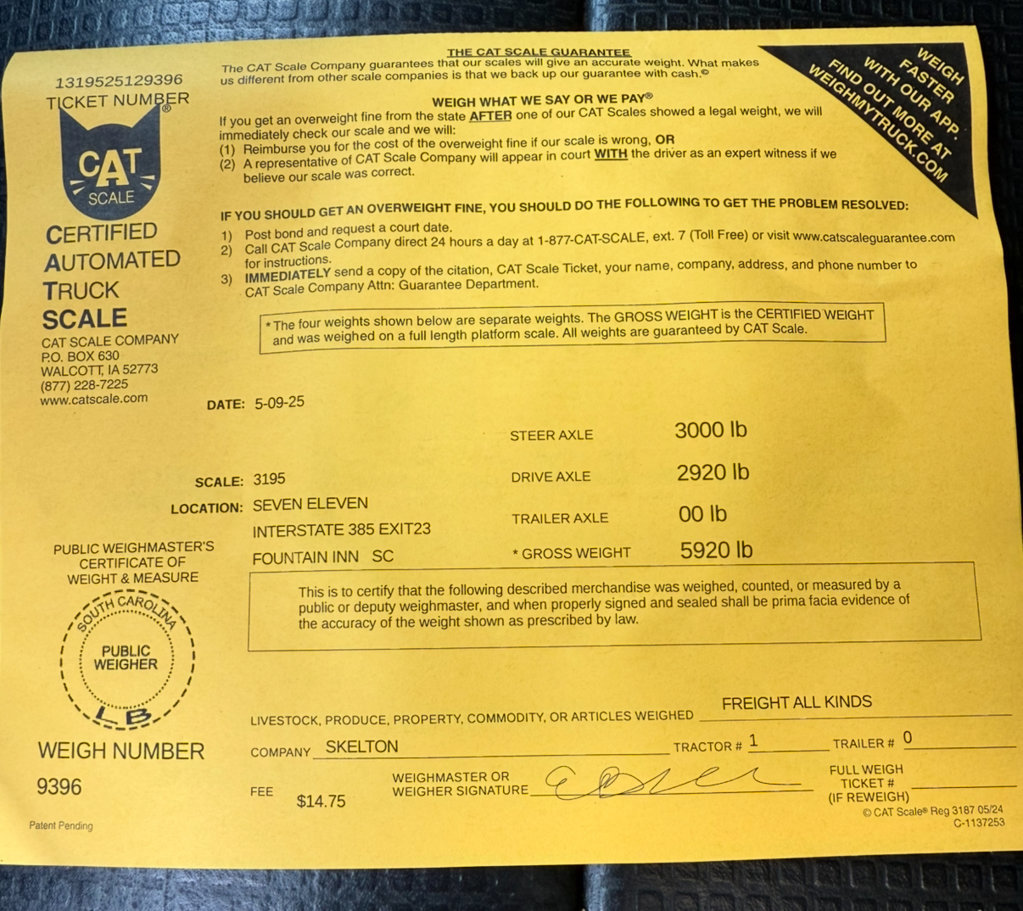 1319525129396
TICKET NUMBER
®
CAT
SCALE
CERTIFIED
AUTOMATED
TRUCK
SCALE
CAT SCALE COMPANY
P.O. BOX 630
WALCOTT, IA 52773
(877) 228-7225
www.catscale.com
THE CAT SCALE GUARANTEE
The CAT Scale Company guarantees that our scales will give an accurate weight. What makes
us different from other scale companies is that we back up our guarantee with cash.©
WEIGH WHAT WE SAY OR WE PAY®
If you get an overweight fine from the state AFTER one of our CAT Scales showed a legal weight, we will
immediately check our scale and we will:
(1) Reimburse you for the cost of the overweight fine if our scale is wrong, OR
(2) A representative of CAT Scale Company will appear in court WITH the driver as an expert witness if we
believe our scale was correct.
WEIGH
FASTER
WITH OUR APP.
FIND OUT MORE AT
WEIGHMYTRUCK.COM
IF YOU SHOULD GET AN OVERWEIGHT FINE, YOU SHOULD DO THE FOLLOWING TO GET THE PROBLEM RESOLVED:
1) Post bond and request a court date.
2) Call CAT Scale Company direct 24 hours a day at 1-877-CAT-SCALE, ext. 7 (Toll Free) or visit www.catscaleguarantee.com
for instructions.
3) IMMEDIATELY send a copy of the citation, CAT Scale Ticket, your name, company, address, and phone number to
CAT Scale Company Attn: Guarantee Department.
* The four weights shown below are separate weights. The GROSS WEIGHT is the CERTIFIED WEIGHT
and was weighed on a full length platform scale. All weights are guaranteed by CAT Scale.
DATE: 5-09-25
STEER AXLE 3000 lb
SCALE: 3195
DRIVE AXLE 2920 lb
LOCATION: SEVEN ELEVEN
INTERSTATE 385 EXIT23
TRAILER AXLE 00 lb
FOUNTAIN INN SC
* GROSS WEIGHT 5920 lb
PUBLIC WEIGHMASTER'S
CERTIFICATE OF
WEIGHT & MEASURE
SOUTH CAROLINA
PUBLIC
WEIGHER
LB
This is to certify that the following described merchandise was weighed, counted, or measured by a
public or deputy weighmaster, and when properly signed and sealed shall be prima facia evidence of
the accuracy of the weight shown as prescribed by law.
LIVESTOCK, PRODUCE, PROPERTY, COMMODITY, OR ARTICLES WEIGHED FREIGHT ALL KINDS
WEIGH NUMBER
9396
COMPANY SKELTON TRACTOR # 1 TRAILER # 0
FEE $14.75
WEIGHMASTER OR
WEIGHER SIGNATURE
FULL WEIGH
TICKET #
(IF REWEIGH)
Patent Pending
© CAT Scale® Reg 3187 05/24
C-1137253